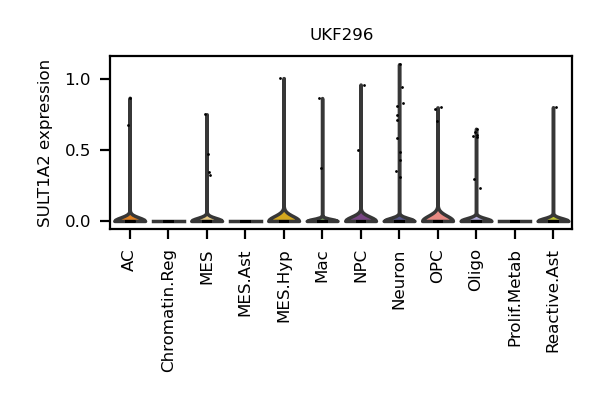 UKF296
SULT1A2 expression
1.0
0.5
0.0
AC
Chromatin.Reg
MES
MES.Ast
MES.Hyp
Mac
NPC
Neuron
OPC
Oligo
Prolif.Metab
Reactive.Ast